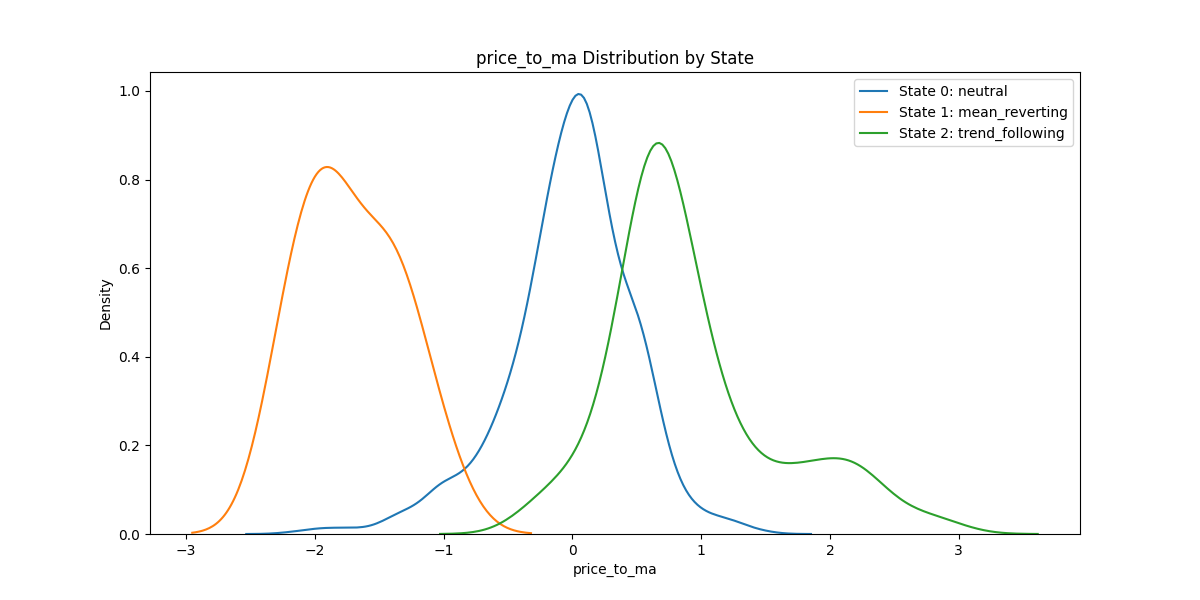 price_to_ma Distribution by State
State 0: neutral
State 1: mean_reverting
State 2: trend_following
Density
1.0
0.8
0.6
0.4
0.2
0.0
−3 −2 −1 0 1 2 3
price_to_ma